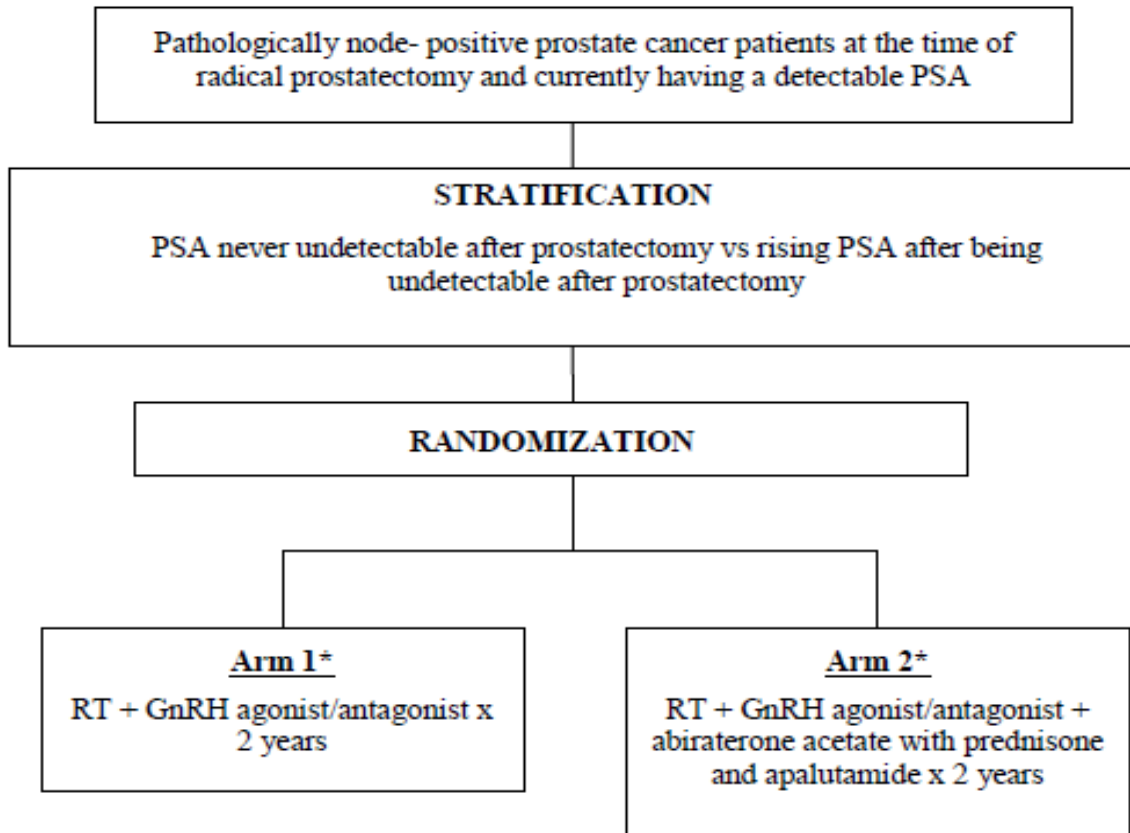 Pathologically node- positive prostate cancer patients at the time of
radical prostatectomy and currently having a detectable PSA
STRATIFICATION
PSA never undetectable after prostatectomy vs rising PSA after being
undetectable after prostatectomy
RANDOMIZATION
Arm 1*
RT + GnRH agonist/antagonist x
2 years
Arm 2*
RT + GnRH agonist/antagonist +
abiraterone acetate with prednisone
and apalutamide x 2 years